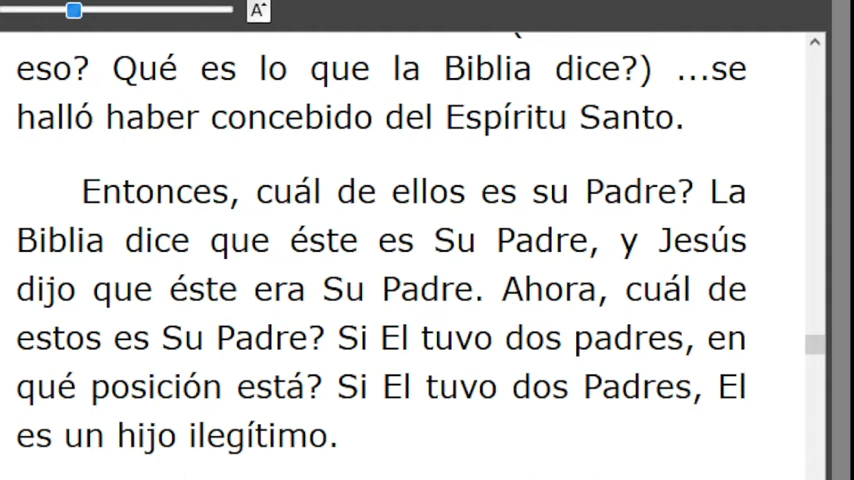 A
eso? Qué es lo que la Biblia dice?) ...se
halló haber concebido del Espíritu Santo.
Entonces, cuál de ellos es su Padre? La
Biblia dice que éste es Su Padre, y Jesús
dijo que éste era Su Padre. Ahora, cuál de
estos es Su Padre? Si El tuvo dos padres, en
qué posición está? Si El tuvo dos Padres, El
es un hijo ilegítimo.